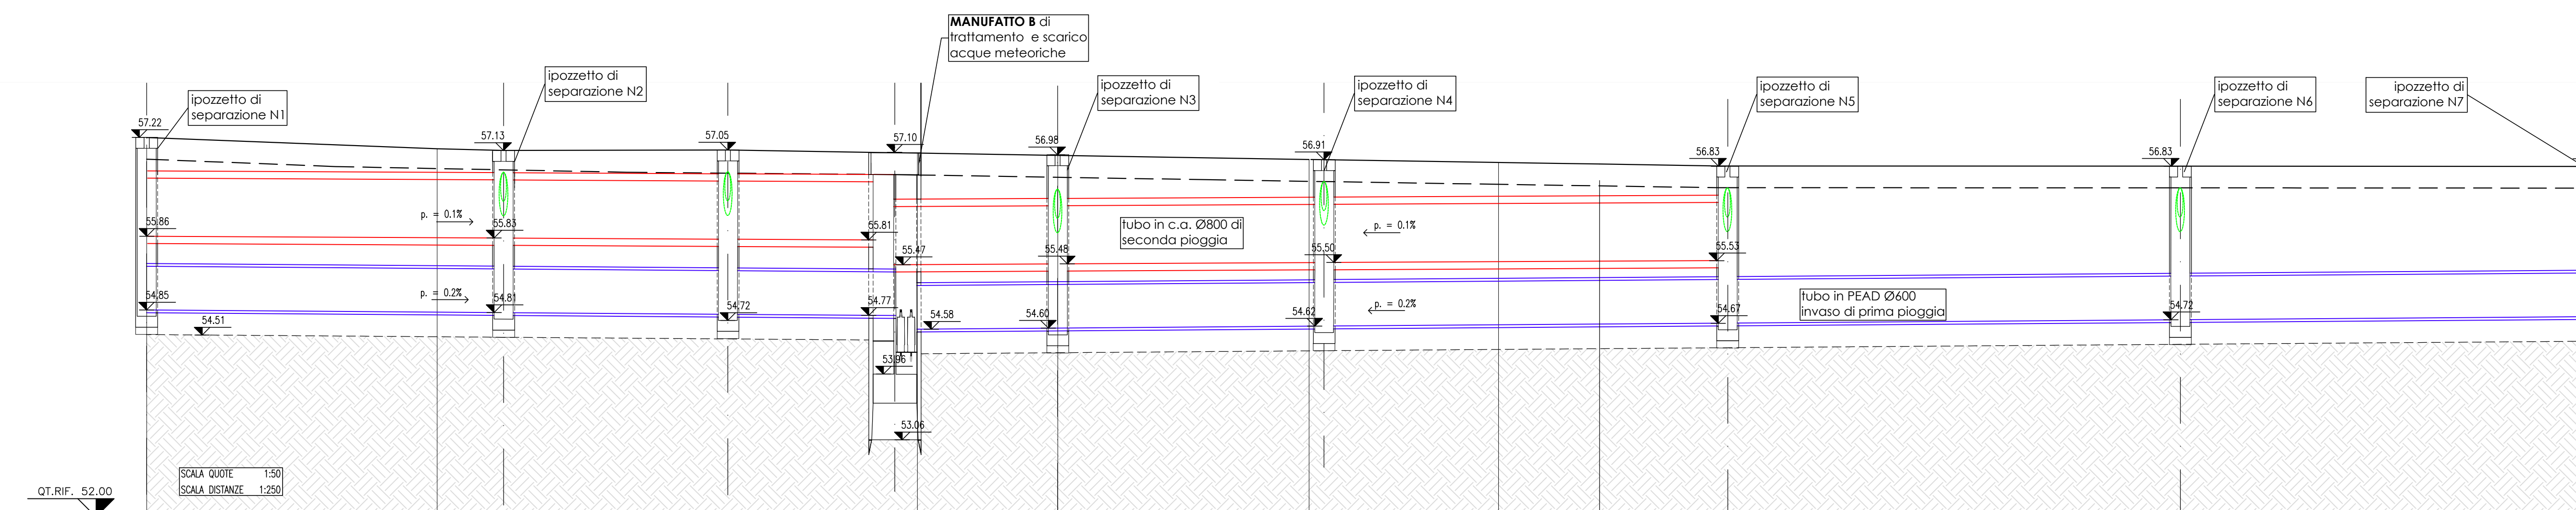 MANUFATTO B di
trattamento e scarico
acque meteoriche
ipozzetto di
separazione N1
ipozzetto di
separazione N2
ipozzetto di
separazione N3
ipozzetto di
separazione N4
ipozzetto di
separazione N5
ipozzetto di
separazione N6
ipozzetto di
separazione N7
57.22
57.13
57.05
57.10
56.98
56.91
56.83
56.83
p. = 0.1%
55.86
55.83
55.81
55.47
55.48
tubo in c.a. Ø800 di
seconda pioggia
p. = 0.1%
55.50
55.53
p. = 0.2%
54.85
54.81
54.72
54.77
54.58
54.60
54.62
p. = 0.2%
54.67
tubo in PEAD Ø600
invaso di prima pioggia
54.72
54.51
53.96
53.06
SCALA QUOTE 1:50
SCALA DISTANZE 1:250
QT.RIF. 52.00